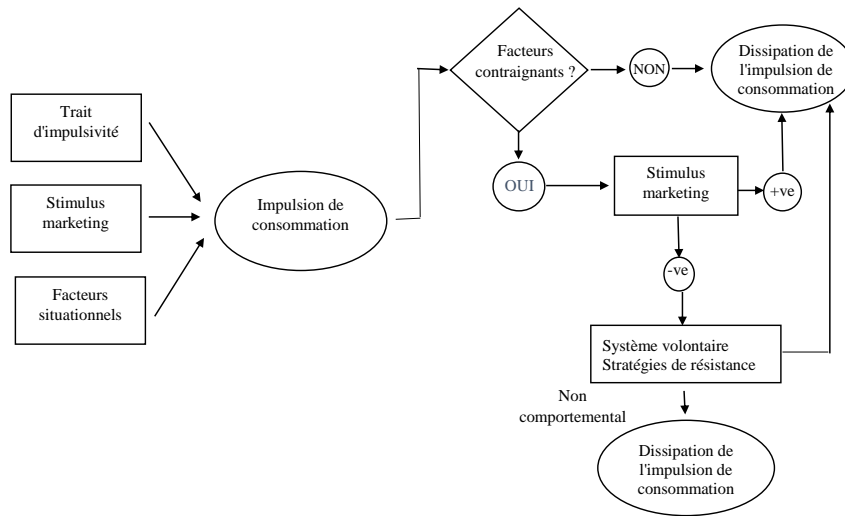 Trait
d'impulsivité
Stimulus
marketing
Facteurs
situationnels
Impulsion de
consommation
Facteurs
contraignants ?
NON
Dissipation de
l'impulsion de
consommation
OUI
Stimulus
marketing
+ve
-ve
Système volontaire
Stratégies de résistance
Non
comportemental
Dissipation de
l'impulsion de
consommation